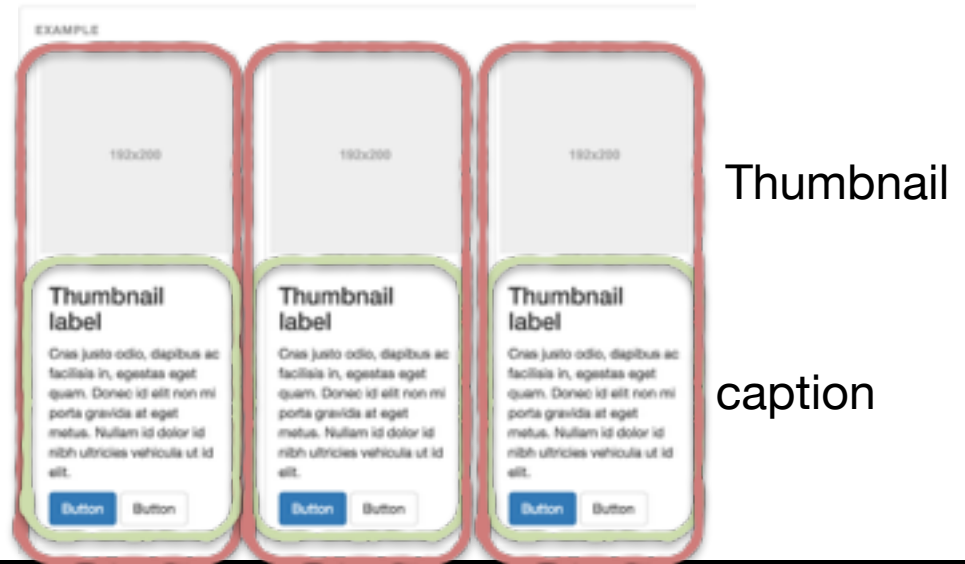 EXAMPLE
192x200
192x200
192x200
Thumbnail
Thumbnail
label
Cras justo odio, dapibus ac
facilisis in, egestas eget
quam. Donec id elit non mi
porta gravida at eget
metus. Nullam id dolor id
nibh ultricies vehicula ut id
elit.
Button Button
Thumbnail
label
Cras justo odio, dapibus ac
facilisis in, egestas eget
quam. Donec id elit non mi
porta gravida at eget
metus. Nullam id dolor id
nibh ultricies vehicula ut id
elit.
Button Button
Thumbnail
label
Cras justo odio, dapibus ac
facilisis in, egestas eget
quam. Donec id elit non mi
porta gravida at eget
metus. Nullam id dolor id
nibh ultricies vehicula ut id
elit.
Button Button
caption